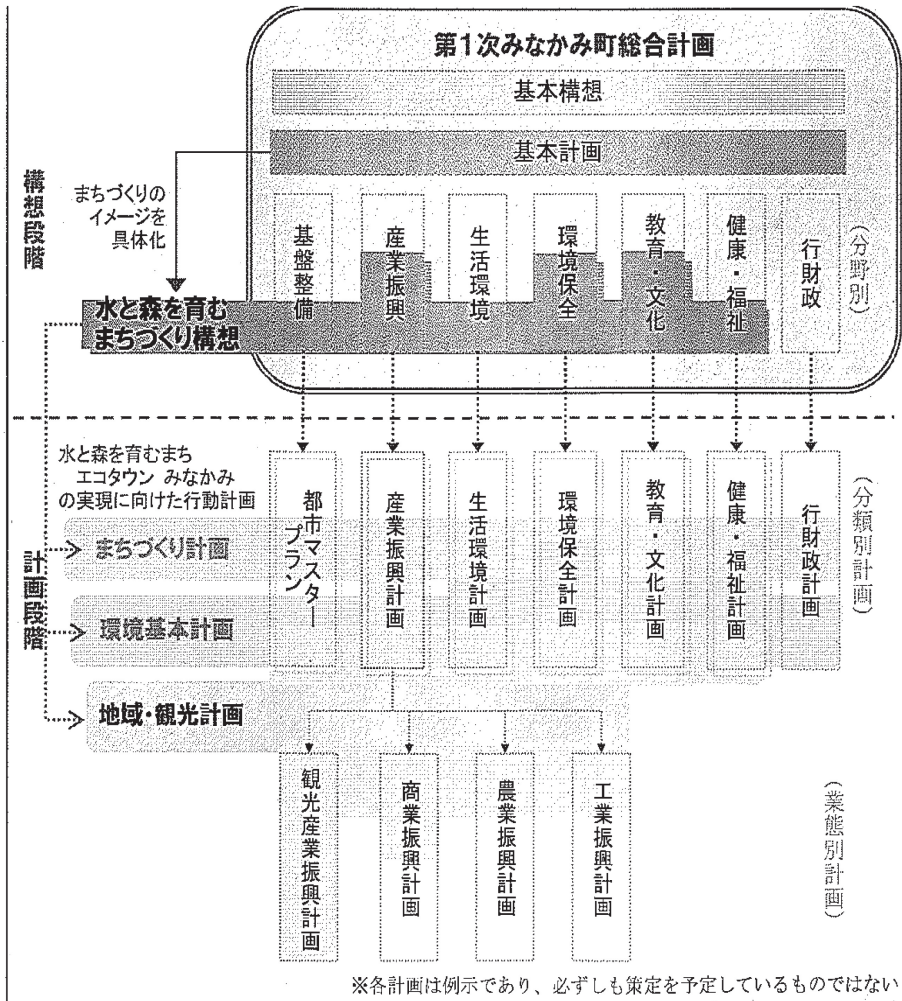 第1次みなかみ町総合計画
基本構想
基本計画
構想段階
まちづくりの
イメージを
具体化
基盤整備
産業振興
生活環境
環境保全
教育・文化
健康・福祉
行財政
(分野別)
水と森を育む
まちづくり構想
計画段階
水と森を育むまち
エコタウン みなかみ
の実現に向けた行動計画
まちづくり計画
環境基本計画
地域・観光計画
都市マスター
プラン
産業振興計画
生活環境計画
環境保全計画
教育・文化計画
健康・福祉計画
行財政計画
(分類別計画)
観光産業振興計画
商業振興計画
農業振興計画
工業振興計画
(業態別計画)
※各計画は例示であり、必ずしも策定を予定しているものではない